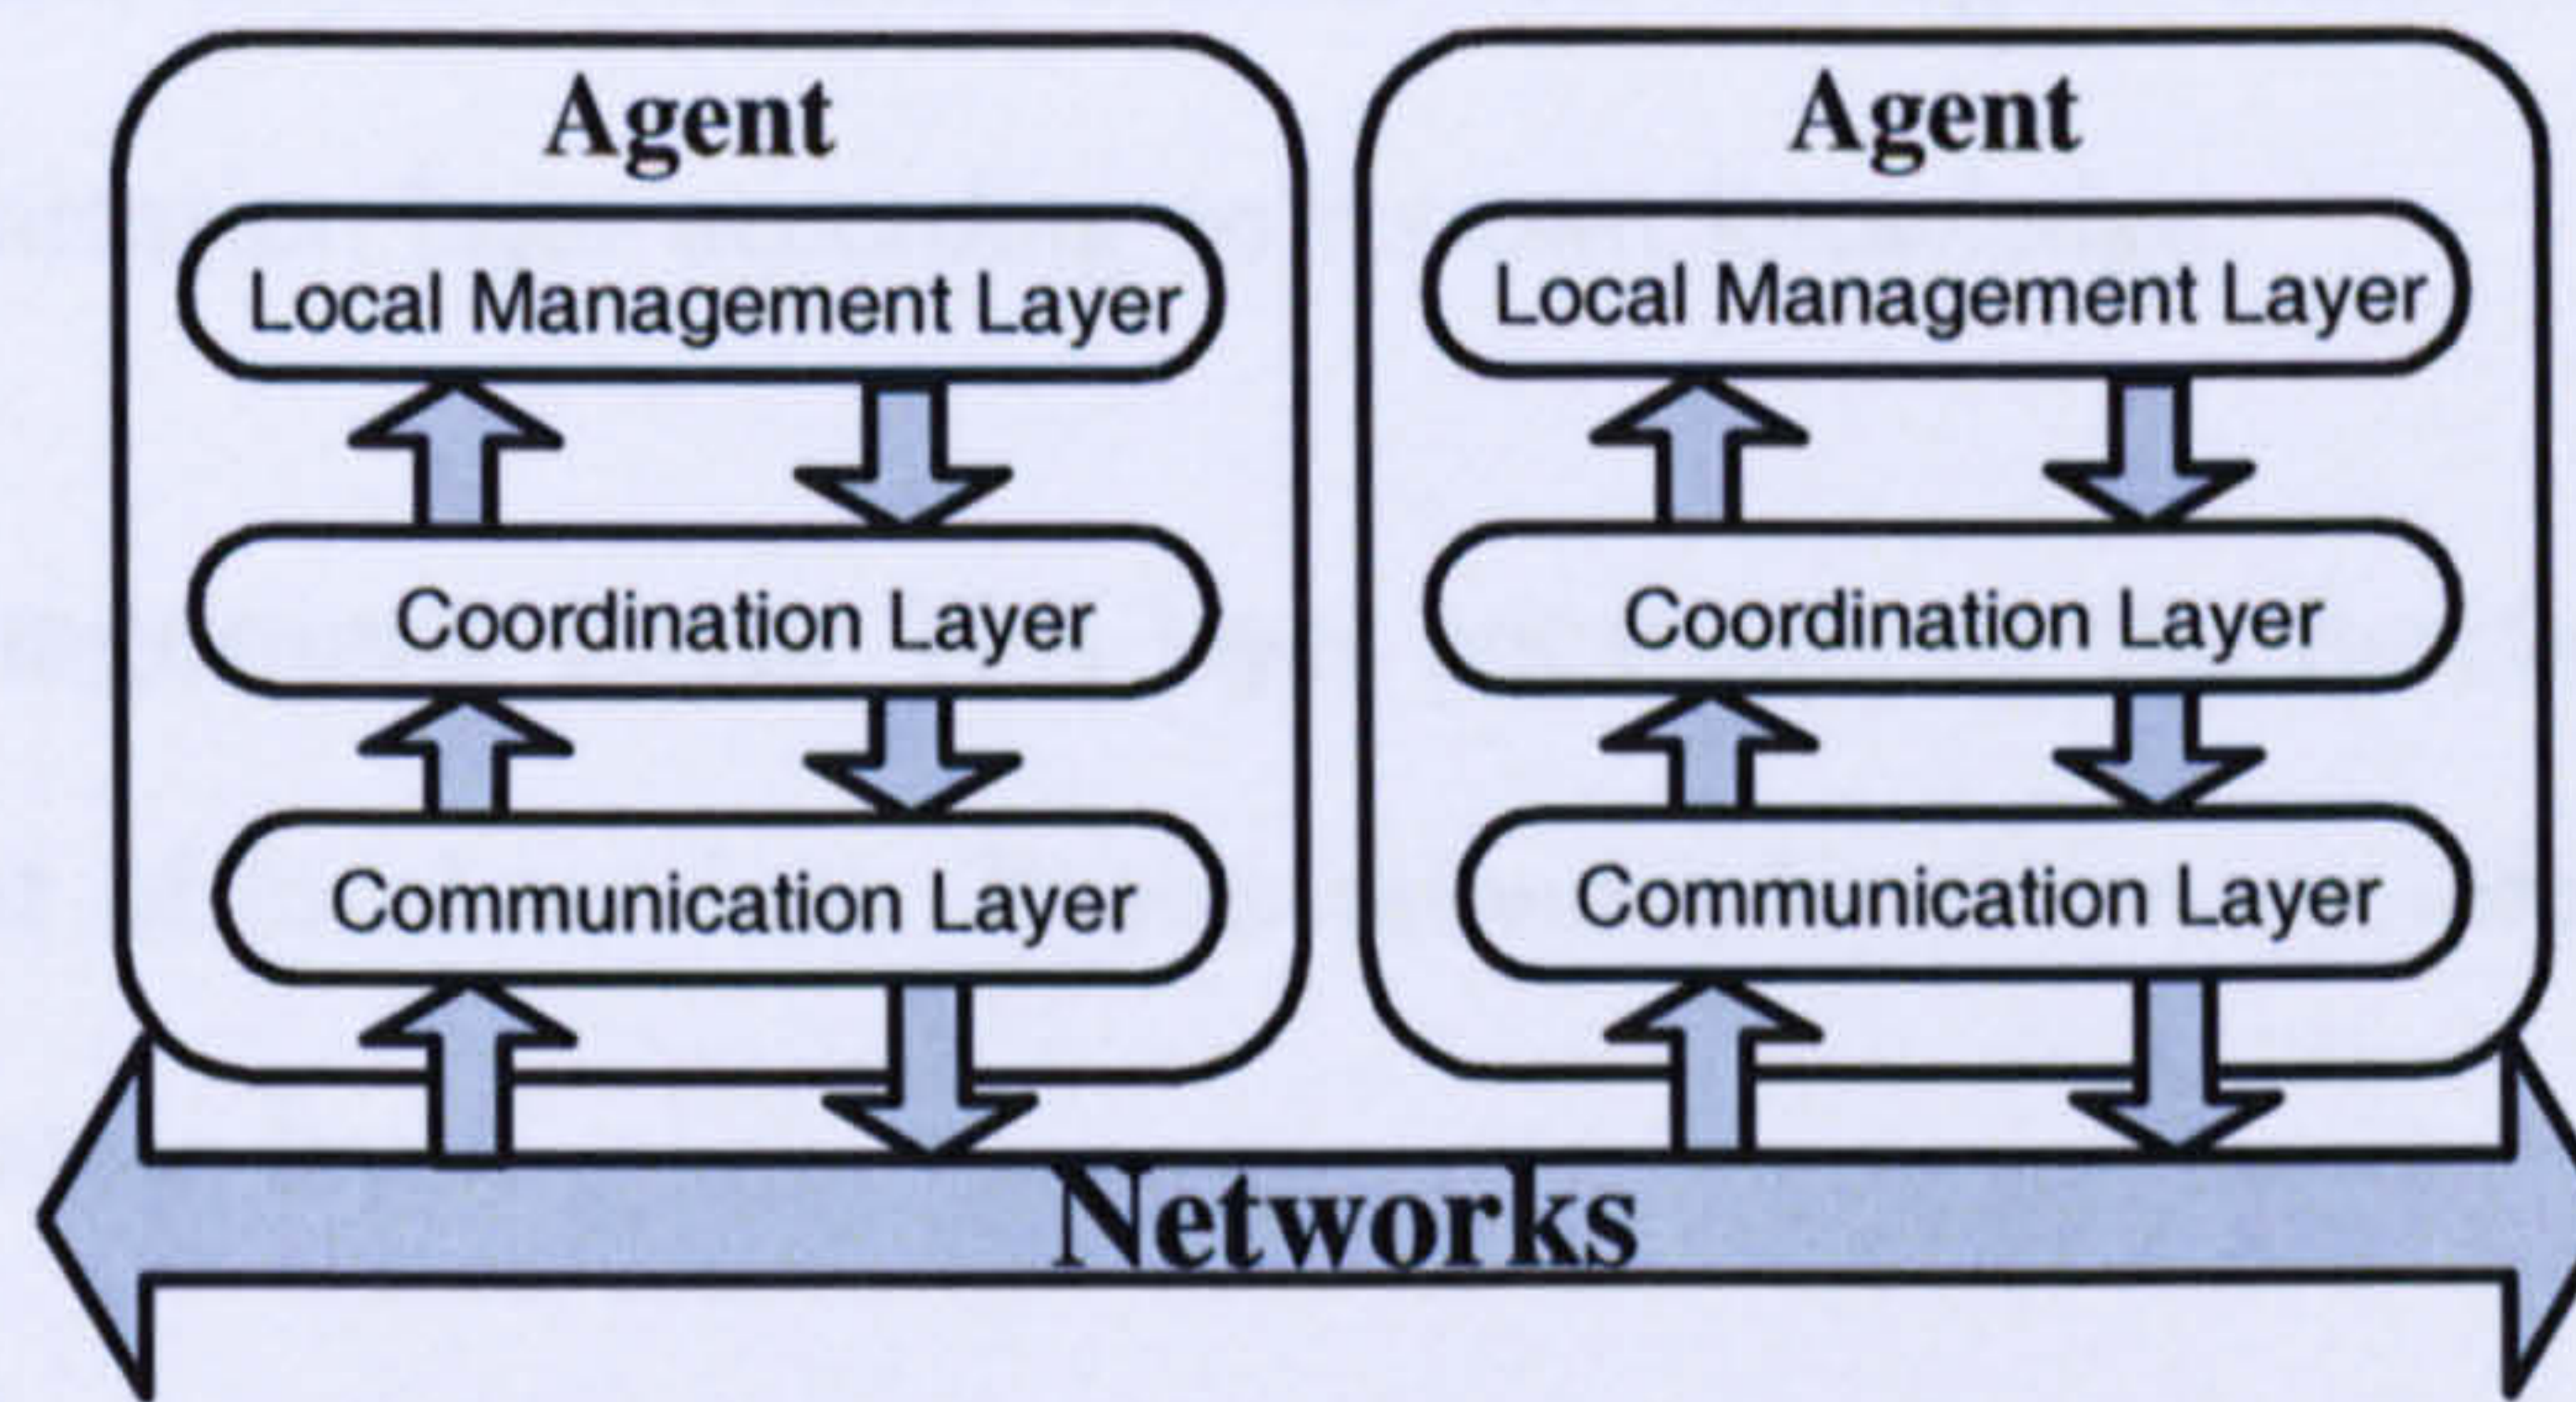 Agent
Local Management Layer
Coordination Layer
Communication Layer
Agent
Local Management Layer
Coordination Layer
Communication Layer
Networks